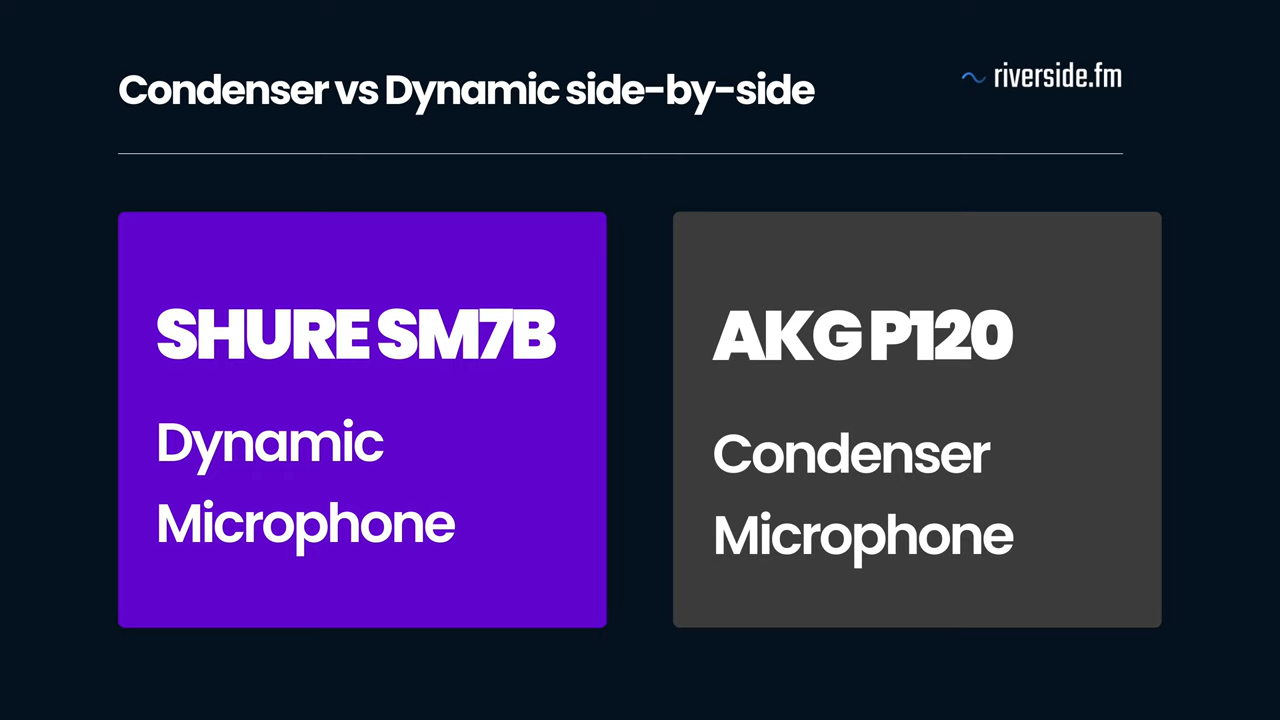 Condenser vs Dynamic side-by-side
riverside.fm
SHURE SM7B
Dynamic
Microphone
AKG P120
Condenser
Microphone